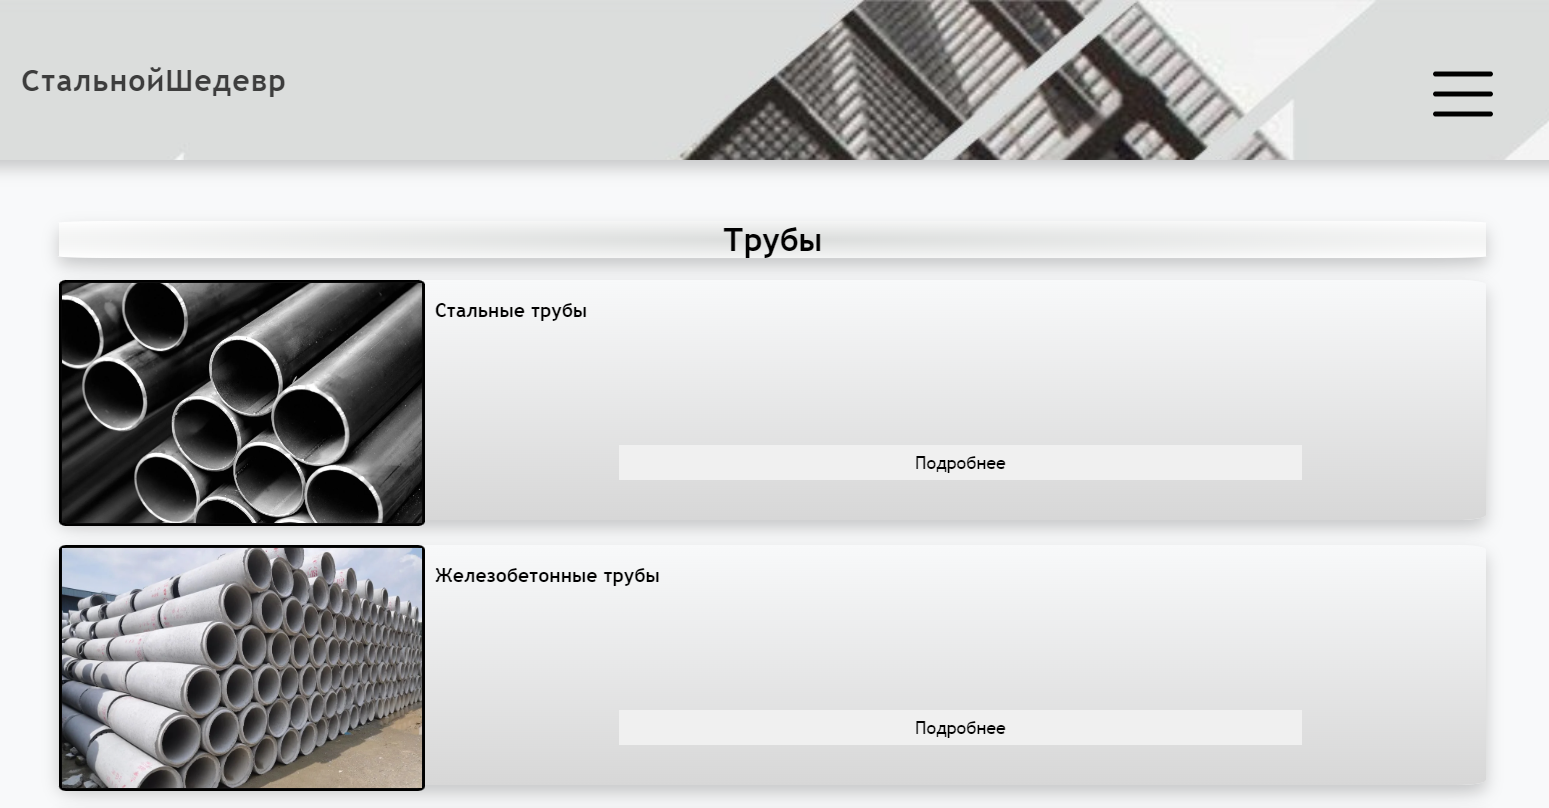 СтальнойШедевр
Трубы
Стальные трубы
Подробнее
Железобетонные трубы
Подробнее